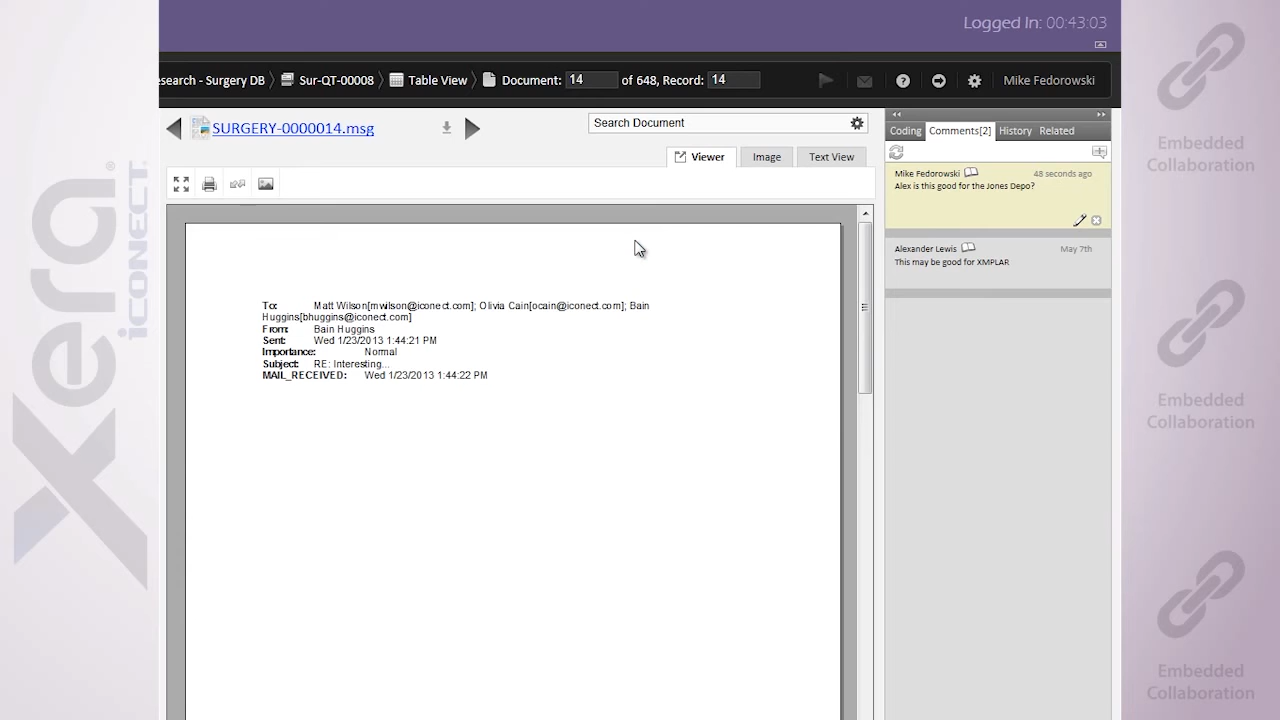 Logged In: 00:43:03
search - Surgery DB
Sur-QT-00008
Table View
Document: 14 of 648, Record: 14
Mike Fedorowski
SURGERY-0000014.msg
Search Document
Viewer
Image
Text View
Coding
Comments[2]
History
Related
Mike Fedorowski
48 seconds ago
Alex is this good for the Jones Depo?
Alexander Lewis
May 7th
This may be good for XMPLAR
To: Matt Wilson[mwilson@iconect.com]; Olivia Cain[ocain@iconect.com]; Bain
Huggins[bhuggins@iconect.com]
From: Bain Huggins
Sent: Wed 1/23/2013 1:44:21 PM
Importance: Normal
Subject: RE: Interesting...
MAIL_RECEIVED: Wed 1/23/2013 1:44:22 PM
Xera®
iCONECT
Embedded
Collaboration
Embedded
Collaboration
Embedded
Collaboration